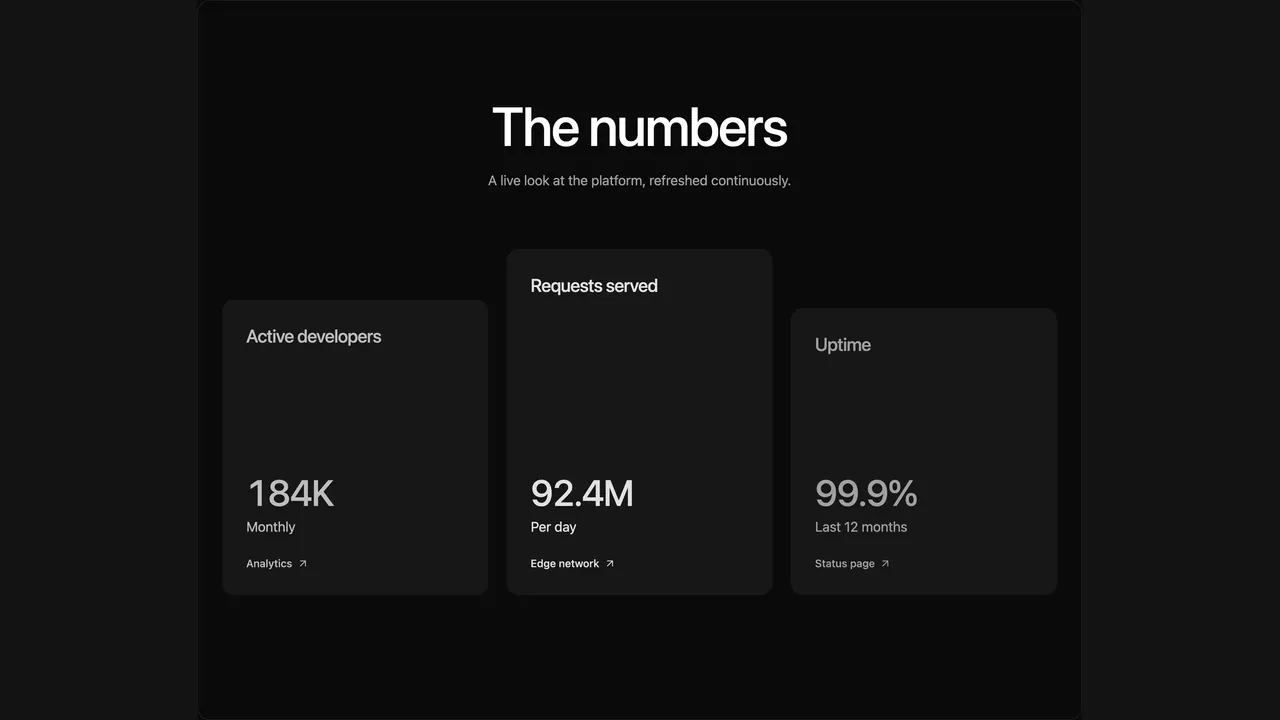 The numbers
A live look at the platform, refreshed continuously.
Active developers
184K
Monthly
Analytics ↗
Requests served
92.4M
Per day
Edge network ↗
Uptime
99.9%
Last 12 months
Status page ↗